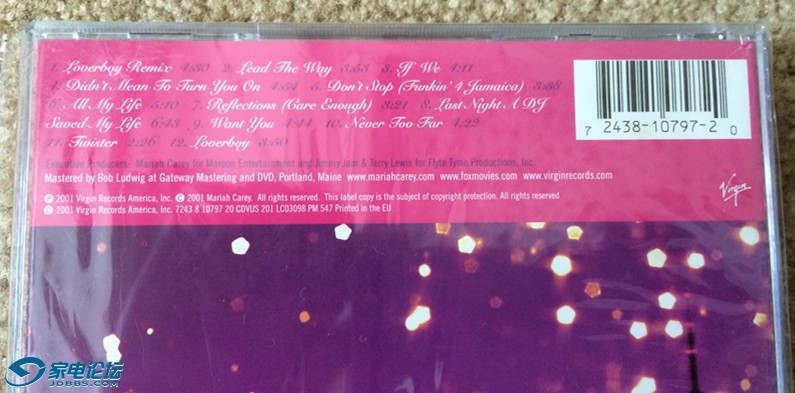 1. Loverboy Remix 4:30 2. Lead The Way 3:53 3. If We 4:11
4. Didn't Mean To Turn You On 4:54 5. Don't Stop (Funkin' 4 Jamaica) 3:38
6. All My Life 5:10 7. Reflections (Care Enough) 3:21 8. Last Night A DJ
Saved My Life 6:43 9. Want You 4:44 10. Never Too Far 4:22
11. Twister 2:26 12. Loverboy 3:50
Executive Producers: Mariah Carey for Maroon Entertainment and Jimmy Jam & Terry Lewis for Flyte Tyme Productions, Inc.
Mastered by Bob Ludwig at Gateway Mastering and DVD, Portland, Maine www.mariahcarey.com www.foxmovies.com www.virginrecords.com
℗ 2001 Virgin Records America, Inc. © 2001 Mariah Carey. This label copy is the subject of copyright protection. All rights reserved
© 2001 Virgin Records America, Inc. 7243 8 10797 20 CDVUS 201 LC03098 PM 547 Printed in the EU
7 2438-10797-2 0
Virgin
家电论坛
JDBBS.COM